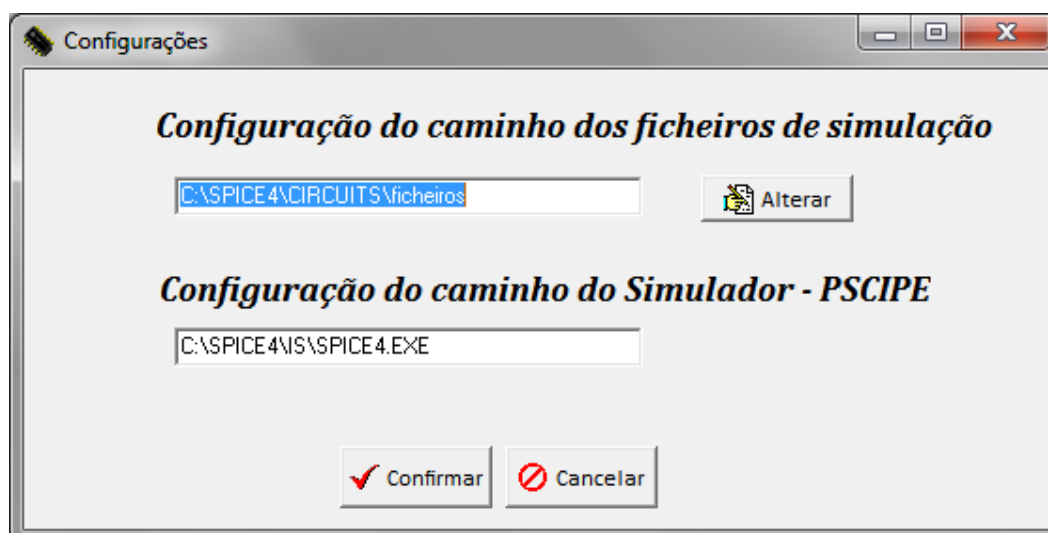 Configurações
Configuração do caminho dos ficheiros de simulação
C:\SPICE4\CIRCUITS\ficheiros
Alterar
Configuração do caminho do Simulador - PSCIPE
C:\SPICE4\IS\SPICE4.EXE
Confirmar
Cancelar